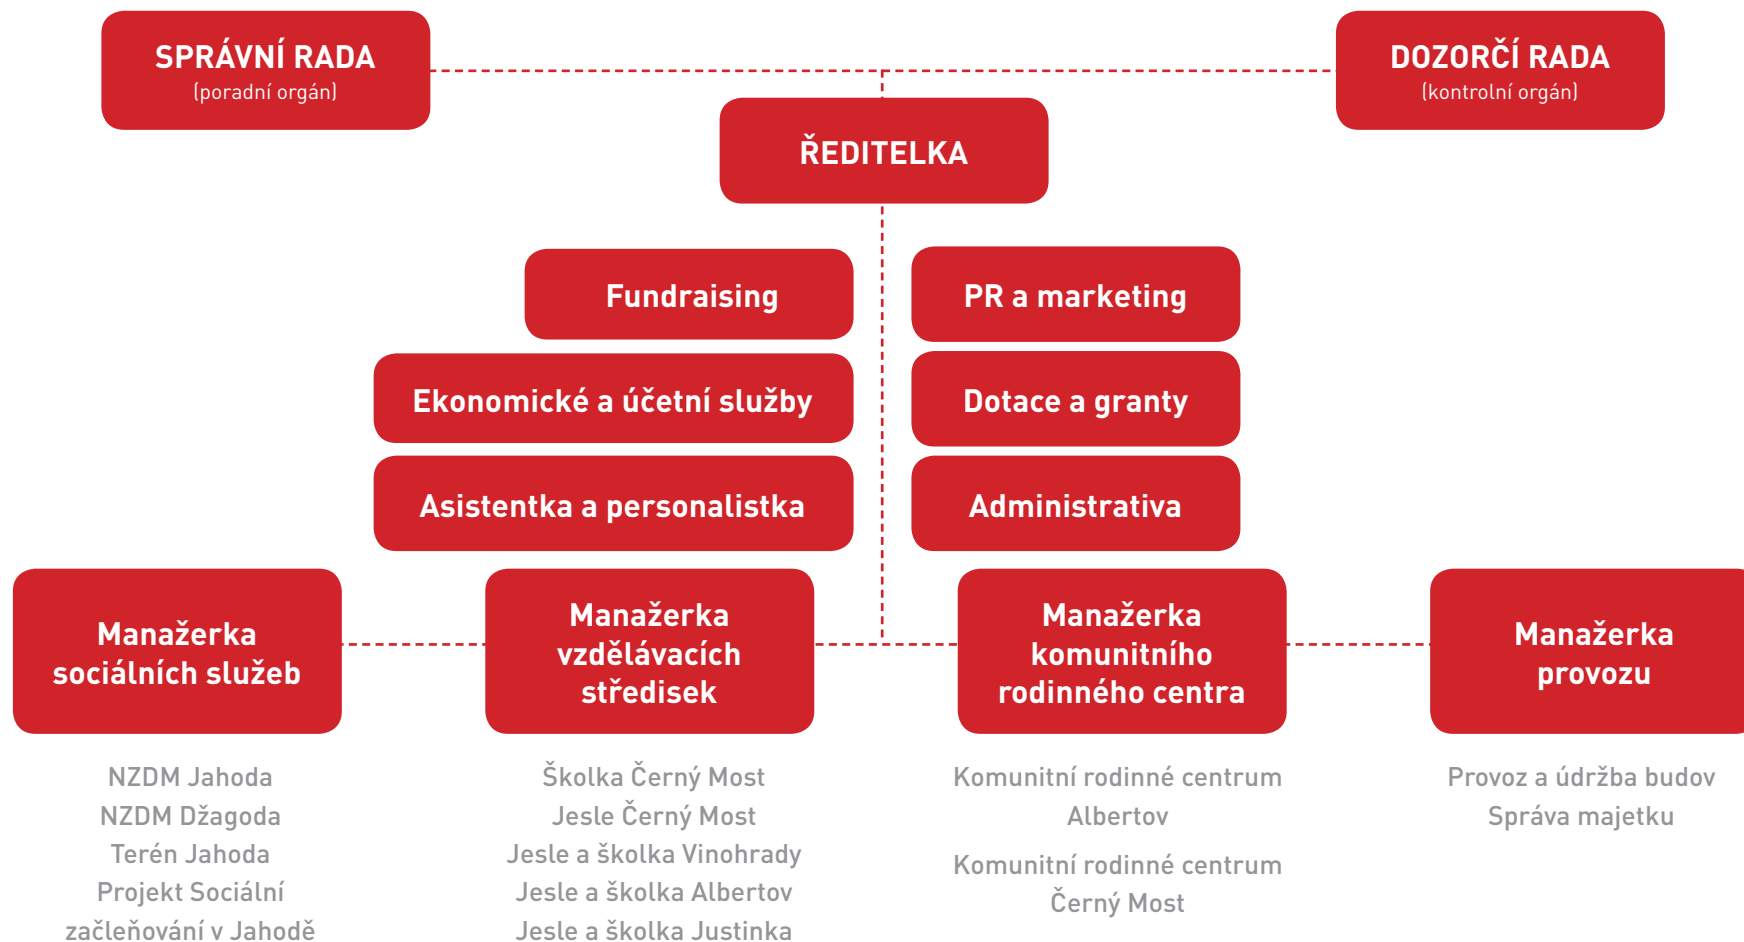 SPRÁVNÍ RADA
(poradní orgán)
DOZORČÍ RADA
(kontrolní orgán)
ŘEDITELKA
Fundraising
PR a marketing
Ekonomické a účetní služby
Dotace a granty
Asistentka a personalistka
Administrativa
Manažerka
sociálních služeb
Manažerka
vzdělávacích
středisek
Manažerka
komunitního
rodinného centra
Manažerka
provozu
NZDM Jahoda
NZDM Džagoda
Terén Jahoda
Projekt Sociální
začleňování v Jahodě
Školka Černý Most
Jesle Černý Most
Jesle a školka Vinohrady
Jesle a školka Albertov
Jesle a školka Justinka
Komunitní rodinné centrum
Albertov
Komunitní rodinné centrum
Černý Most
Provoz a údržba budov
Správa majetku